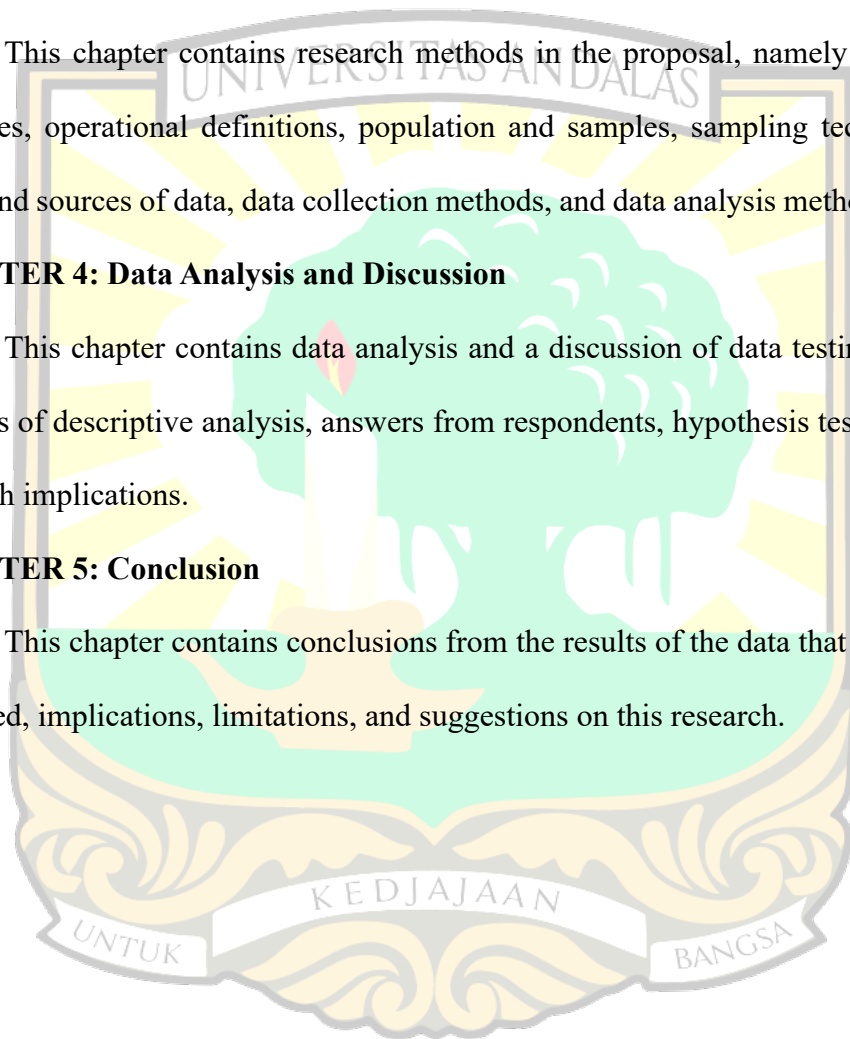 This chapter contains research methods in the proposal, namely
UNIVERSITAS ANDALAS
es, operational definitions, population and samples, sampling tec
nd sources of data, data collection methods, and data analysis meth
TER 4: Data Analysis and Discussion
This chapter contains data analysis and a discussion of data testin
s of descriptive analysis, answers from respondents, hypothesis tes
h implications.
TER 5: Conclusion
This chapter contains conclusions from the results of the data that
ed, implications, limitations, and suggestions on this research.
KEDJAJAAN
UNTUK
BANGSA